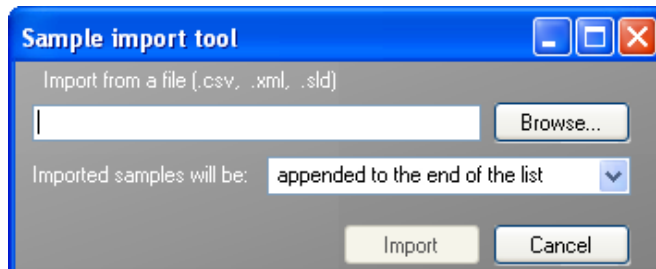 Sample import tool
Import from a file (.csv, .xml, .sld)
Browse...
Imported samples will be: appended to the end of the list
Import Cancel